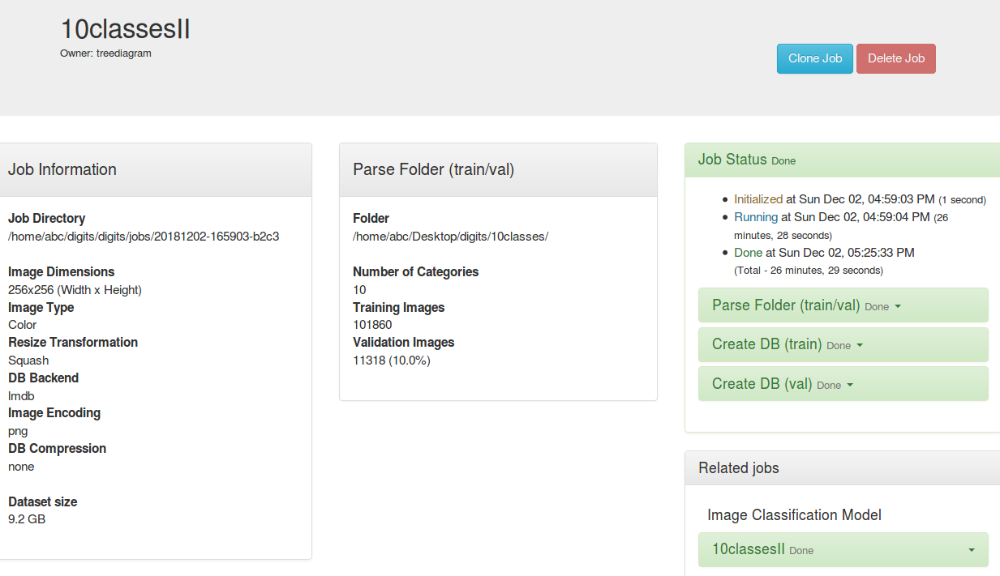 10classesII
Owner: treediagram
Clone Job
Delete Job
Job Information
Job Directory
/home/abc/digits/digits/jobs/20181202-165903-b2c3
Image Dimensions
256x256 (Width x Height)
Image Type
Color
Resize Transformation
Squash
DB Backend
lmdb
Image Encoding
png
DB Compression
none
Dataset size
9.2 GB
Parse Folder (train/val)
Folder
/home/abc/Desktop/digits/10classes/
Number of Categories
10
Training Images
101860
Validation Images
11318 (10.0%)
Job Status Done
Initialized at Sun Dec 02, 04:59:03 PM (1 second)
Running at Sun Dec 02, 04:59:04 PM (26
minutes, 28 seconds)
Done at Sun Dec 02, 05:25:33 PM
(Total - 26 minutes, 29 seconds)
Parse Folder (train/val) Done
Create DB (train) Done
Create DB (val) Done
Related jobs
Image Classification Model
10classesII Done